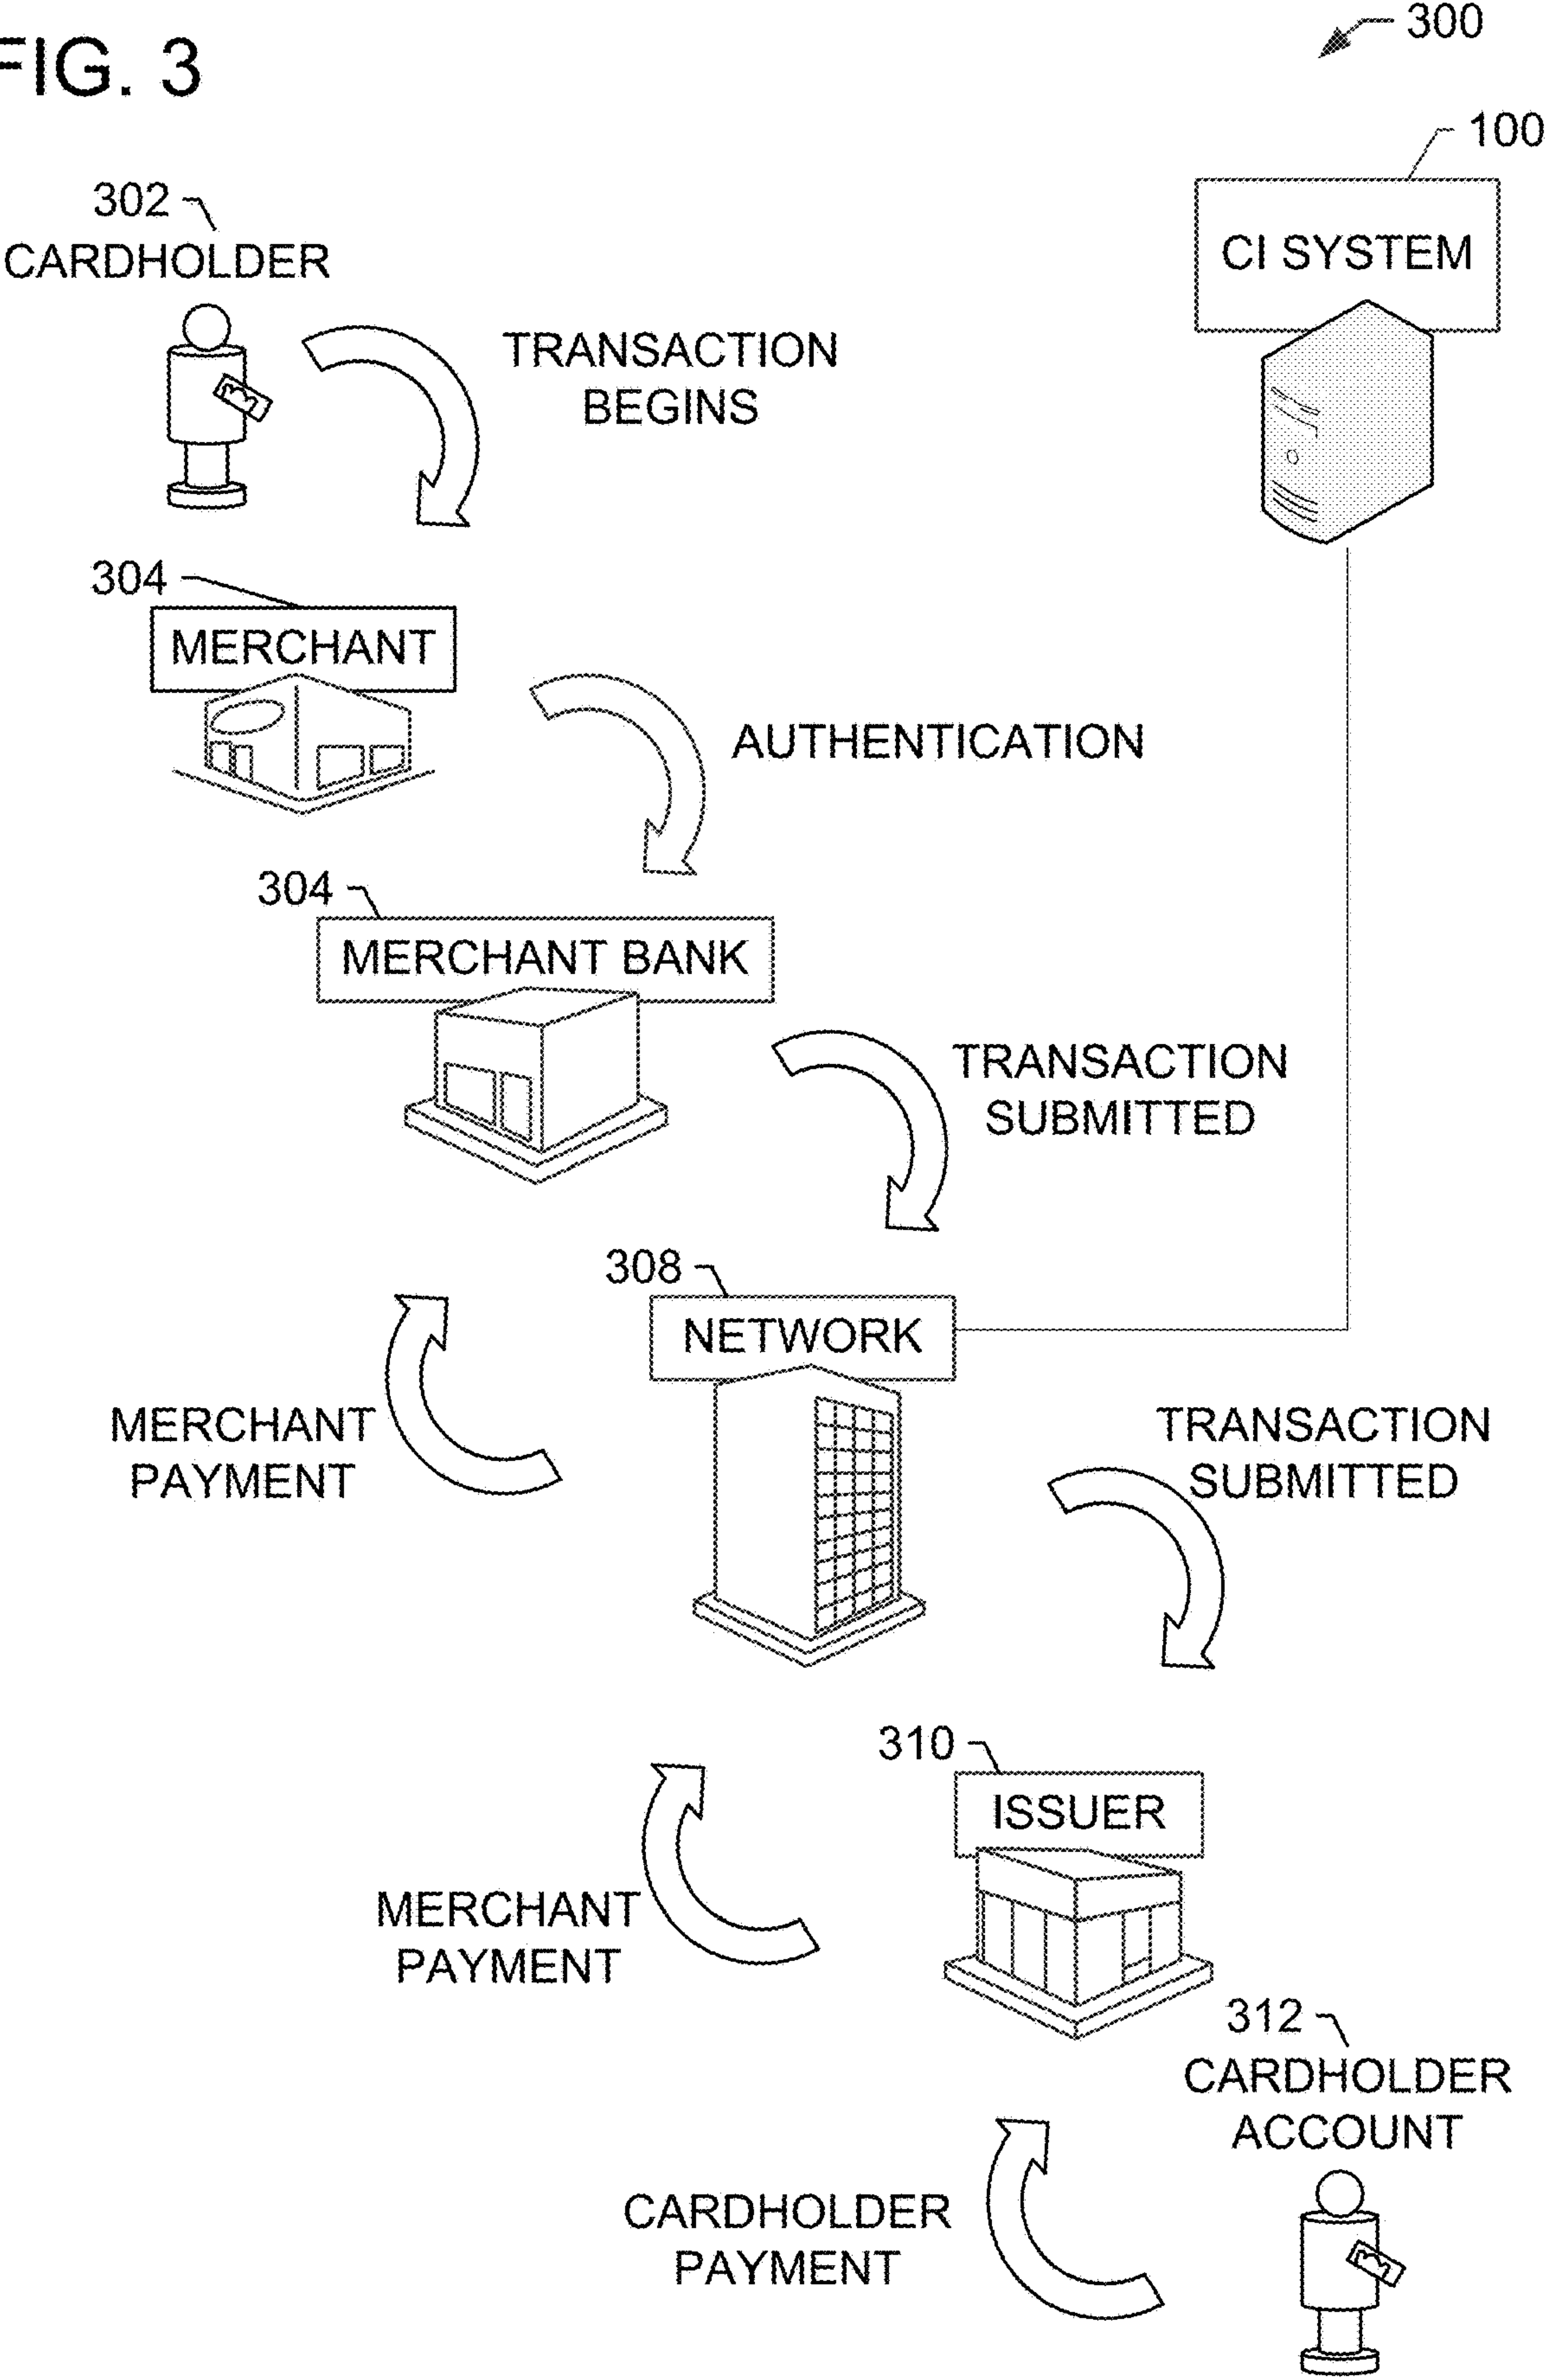 FIG. 3
300
100
CI SYSTEM
302
CARDHOLDER
TRANSACTION
BEGINS
304
MERCHANT
AUTHENTICATION
304
MERCHANT BANK
TRANSACTION
SUBMITTED
308
NETWORK
MERCHANT
PAYMENT
TRANSACTION
SUBMITTED
310
ISSUER
MERCHANT
PAYMENT
312
CARDHOLDER
ACCOUNT
CARDHOLDER
PAYMENT